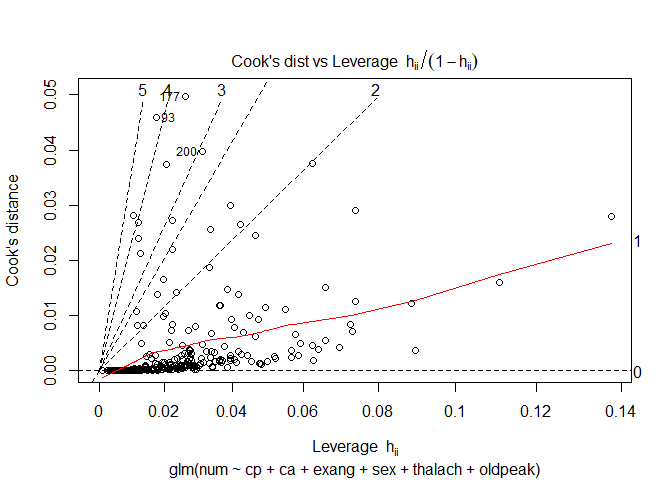 Cook's dist vs Leverage hᵢᵢ/(1 − hᵢᵢ)
5 4 3 2
177
93
200
1
0
Cook's distance
0.05
0.04
0.03
0.02
0.01
0.00
0 0.02 0.04 0.06 0.08 0.1 0.12 0.14
Leverage hᵢᵢ
glm(num ~ cp + ca + exang + sex + thalach + oldpeak)